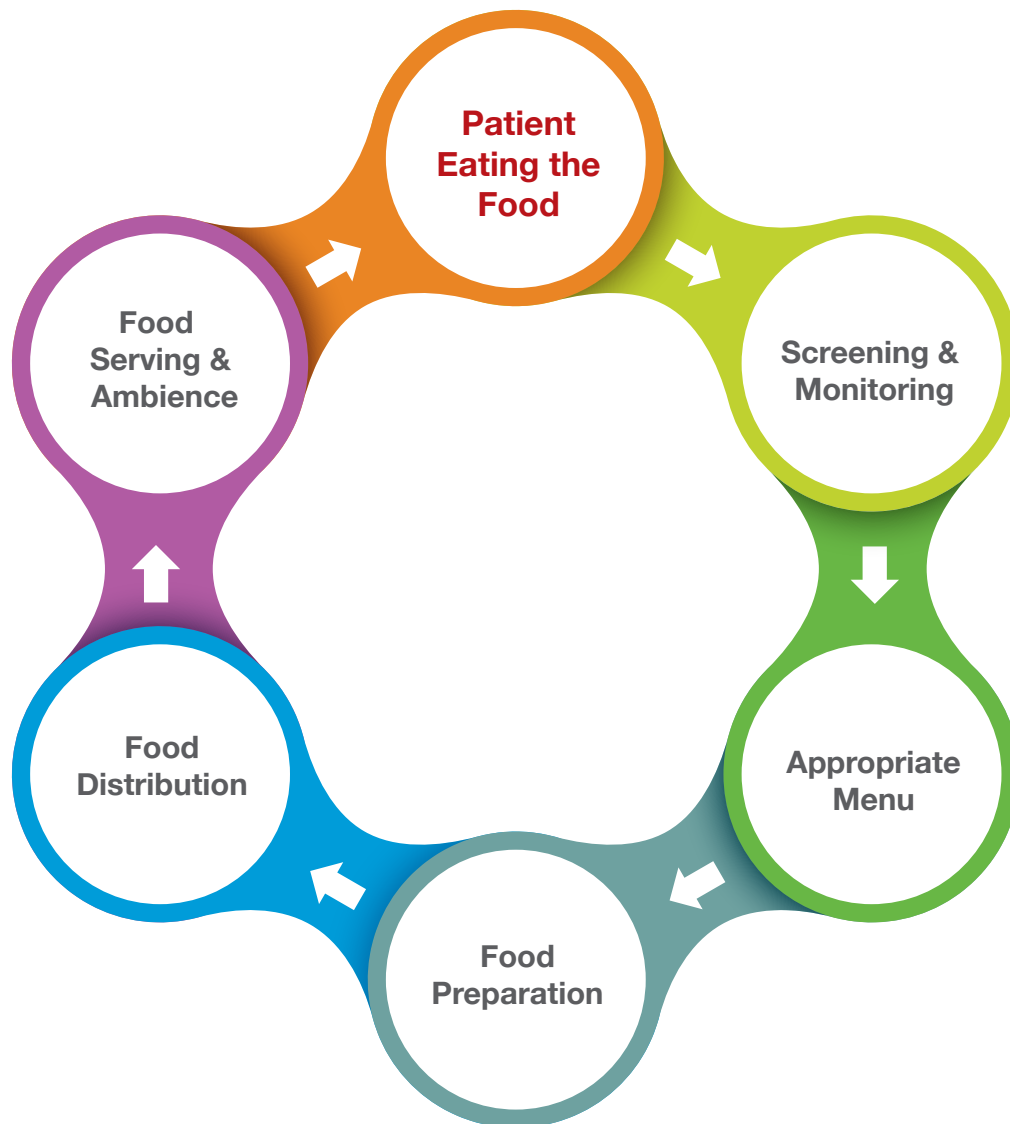 Patient
Eating the
Food
Screening &
Monitoring
Appropriate
Menu
Food
Preparation
Food
Distribution
Food
Serving &
Ambience